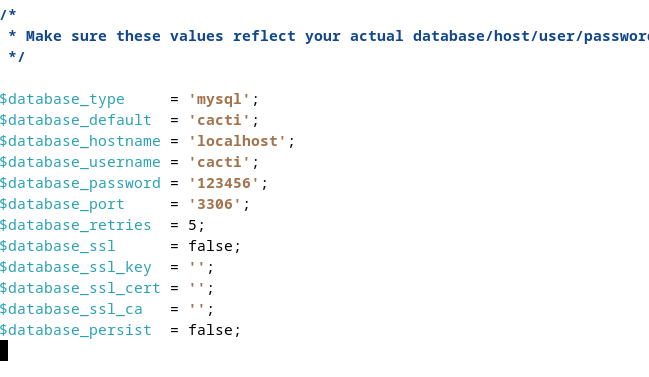 /*
 * Make sure these values reflect your actual database/host/user/password
 */

$database_type     = 'mysql';
$database_default  = 'cacti';
$database_hostname = 'localhost';
$database_username = 'cacti';
$database_password = '123456';
$database_port     = '3306';
$database_retries  = 5;
$database_ssl      = false;
$database_ssl_key  = '';
$database_ssl_cert = '';
$database_ssl_ca   = '';
$database_persist  = false;